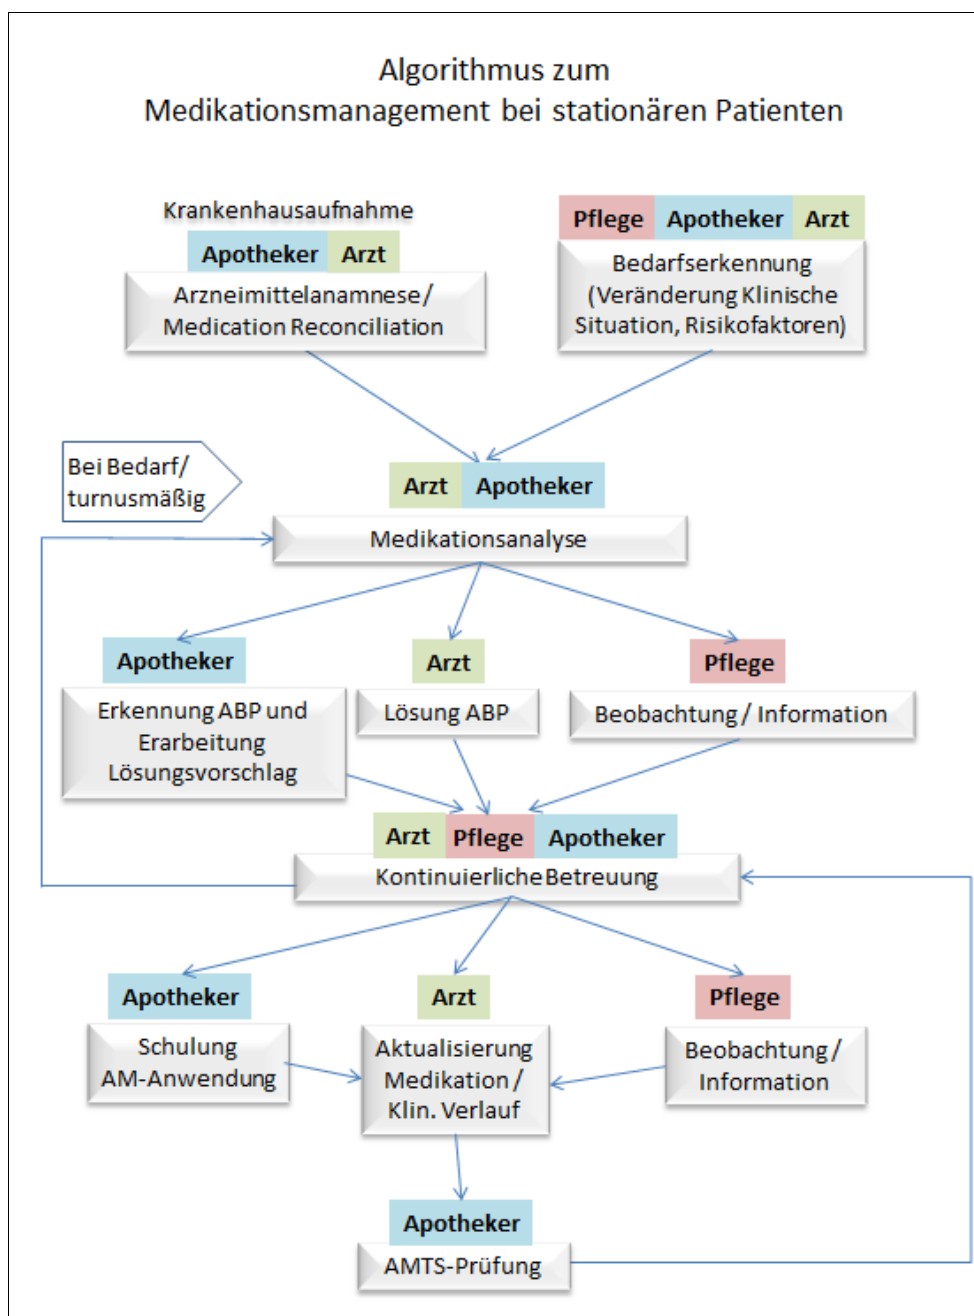 Algorithmus zum
Medikationsmanagement bei stationären Patienten
Krankenhausaufnahme
Apotheker Arzt
Arzneimittelanamnese/
Medication Reconciliation
Pflege Apotheker Arzt
Bedarfserkennung
(Veränderung Klinische
Situation, Risikofaktoren)
Bei Bedarf/
turnusmäßig
Arzt Apotheker
Medikationsanalyse
Apotheker
Erkennung ABP und
Erarbeitung
Lösungsvorschlag
Arzt
Lösung ABP
Pflege
Beobachtung / Information
Arzt Pflege Apotheker
Kontinuierliche Betreuung
Apotheker
Schulung
AM-Anwendung
Arzt
Aktualisierung
Medikation /
Klin. Verlauf
Pflege
Beobachtung /
Information
Apotheker
AMTS-Prüfung